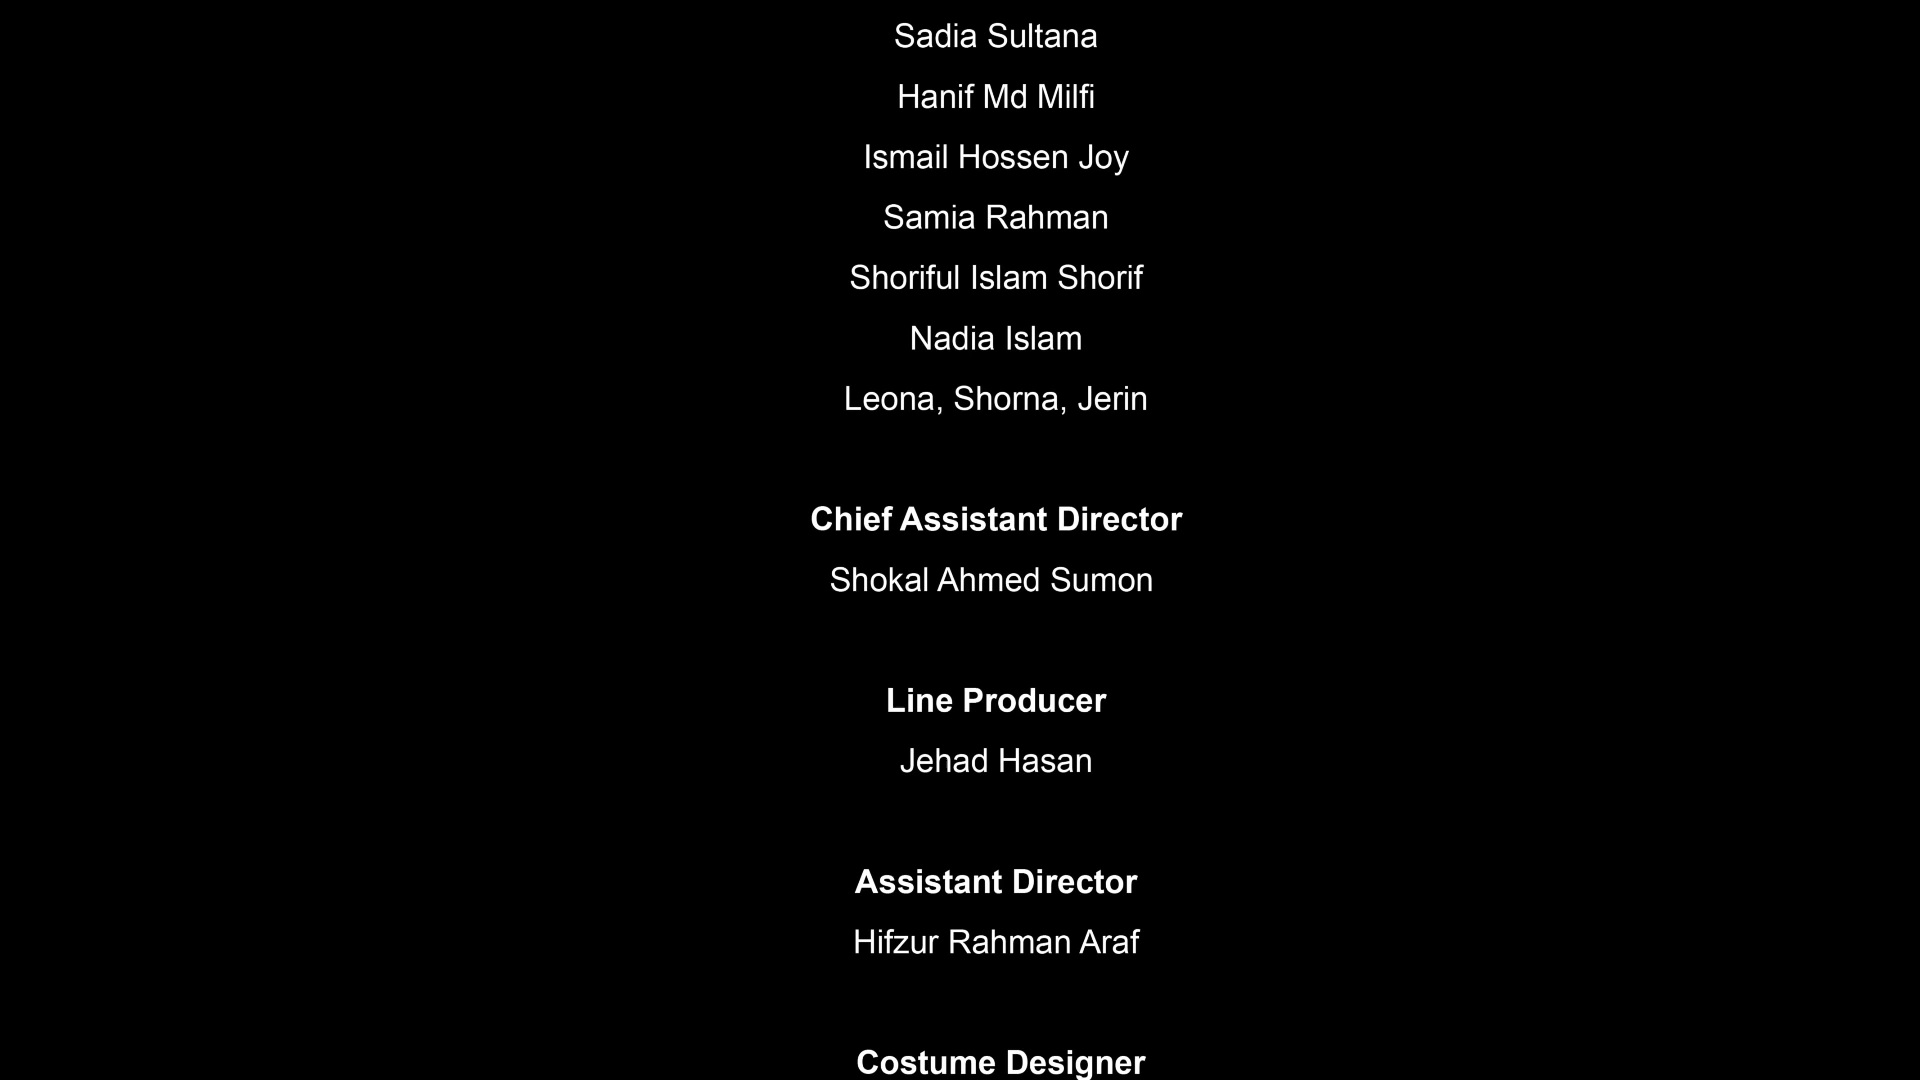 Sadia Sultana
Hanif Md Milfi
Ismail Hossen Joy
Samia Rahman
Shoriful Islam Shorif
Nadia Islam
Leona, Shorna, Jerin
Chief Assistant Director
Shokal Ahmed Sumon
Line Producer
Jehad Hasan
Assistant Director
Hifzur Rahman Araf
Costume Designer